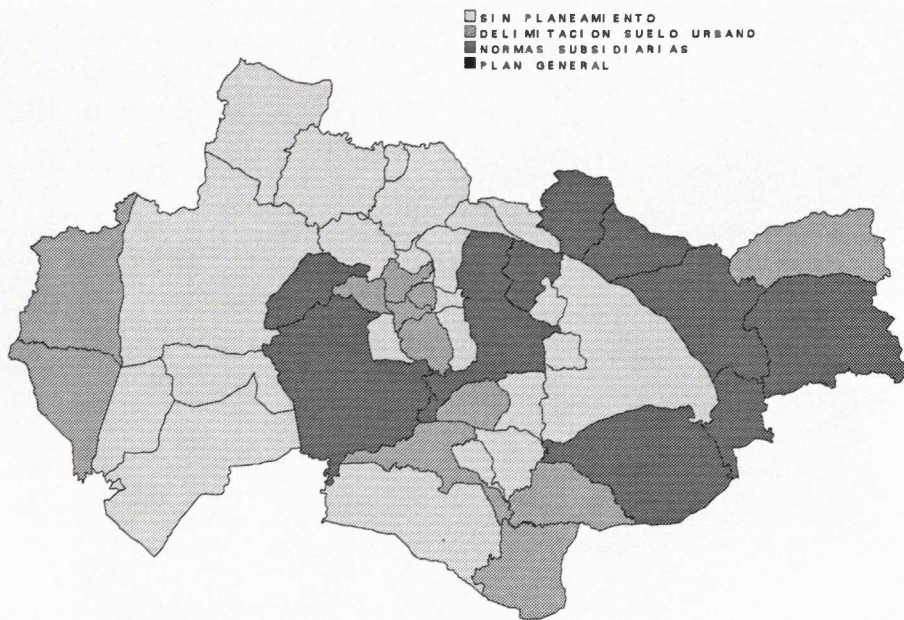 SIN PLANEAMIENTO
DELIMITACION SUELO URBANO
NORMAS SUBSIDIARIAS
PLAN GENERAL